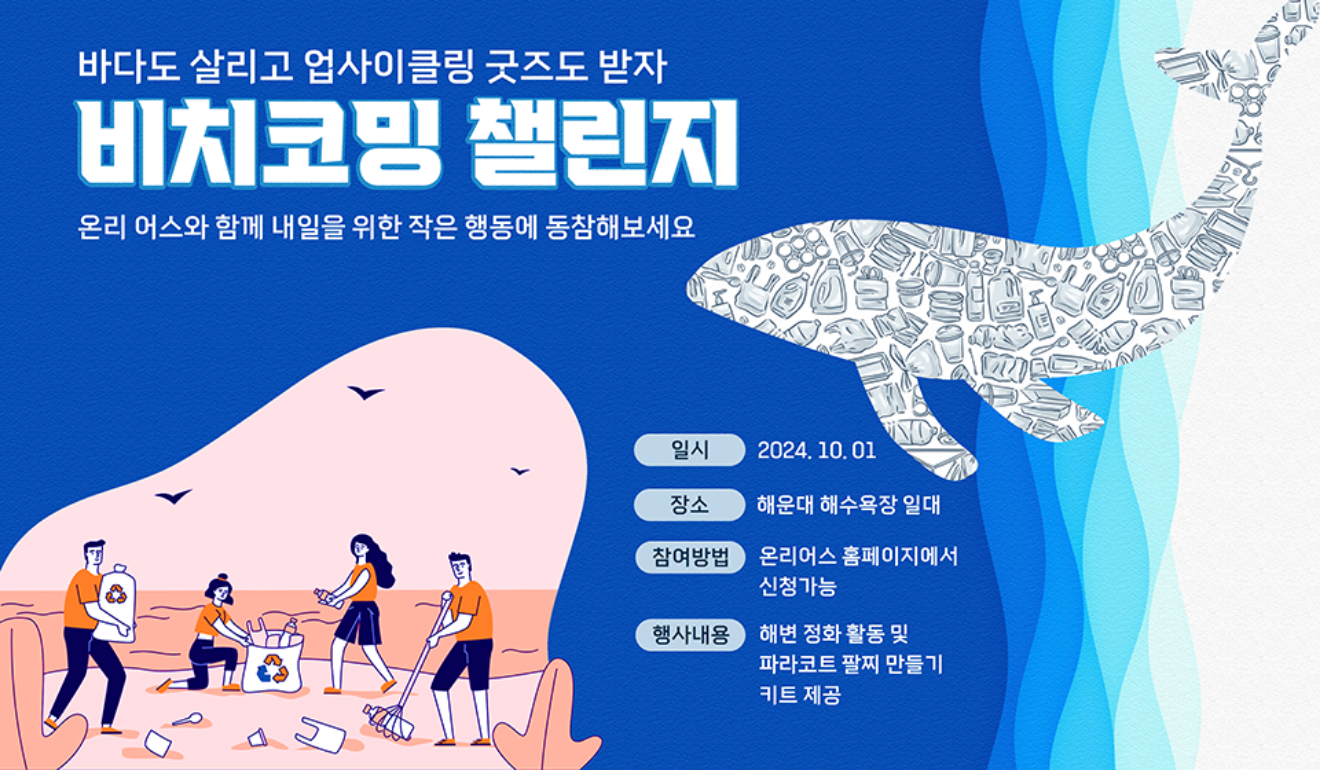 바다도 살리고 업사이클링 굿즈도 받자
비치코밍 챌린지
온리 어스와 함께 내일을 위한 작은 행동에 동참해보세요
일시 2024. 10. 01
장소 해운대 해수욕장 일대
참여방법 온리어스 홈페이지에서
신청가능
행사내용 해변 정화 활동 및
파라코트 팔찌 만들기
키트 제공